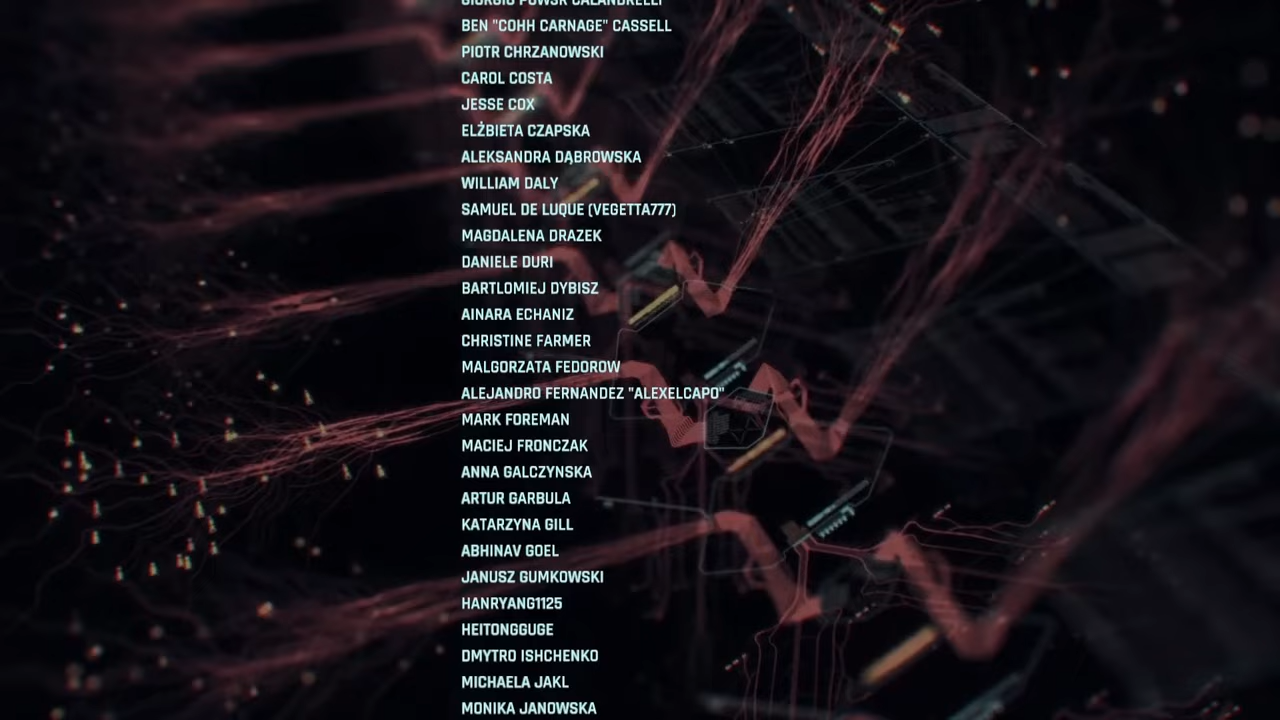 GIORGIO POWSR CALANDRELLI
BEN "COHH CARNAGE" CASSELL
PIOTR CHRZANOWSKI
CAROL COSTA
JESSE COX
ELŻBIETA CZAPSKA
ALEKSANDRA DĄBROWSKA
WILLIAM DALY
SAMUEL DE LUQUE (VEGETTA777)
MAGDALENA DRAZEK
DANIELE DURI
BARTLOMIEJ DYBISZ
AINARA ECHANIZ
CHRISTINE FARMER
MALGORZATA FEDOROW
ALEJANDRO FERNANDEZ "ALEXELCAPO"
MARK FOREMAN
MACIEJ FRONCZAK
ANNA GALCZYNSKA
ARTUR GARBULA
KATARZYNA GILL
ABHINAV GOEL
JANUSZ GUMKOWSKI
HANRYANG1125
HEITONGGUGE
DMYTRO ISHCHENKO
MICHAELA JAKL
MONIKA JANOWSKA